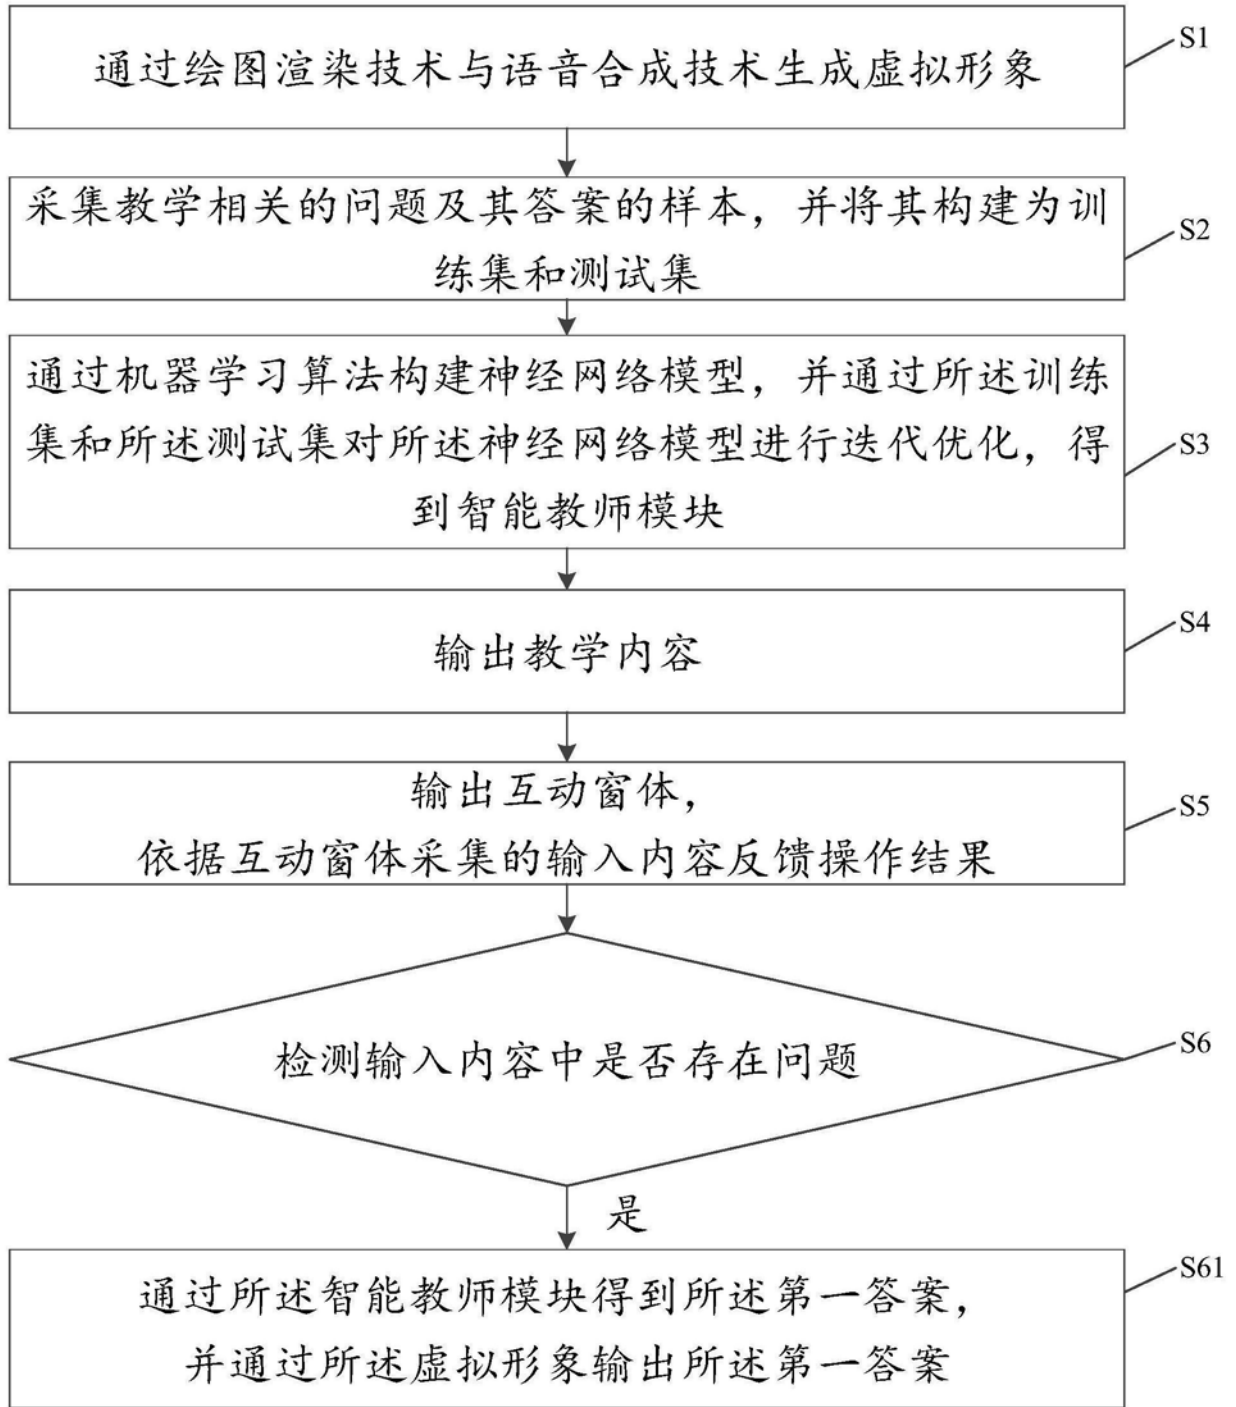 通过绘图渲染技术与语音合成技术生成虚拟形象
S1
采集教学相关的问题及其答案的样本，并将其构建为训
练集和测试集
S2
通过机器学习算法构建神经网络模型，并通过所述训练
集和所述测试集对所述神经网络模型进行迭代优化，得
到智能教师模块
S3
输出教学内容
S4
输出互动窗体，
依据互动窗体采集的输入内容反馈操作结果
S5
检测输入内容中是否存在问题
S6
是
通过所述智能教师模块得到所述第一答案，
并通过所述虚拟形象输出所述第一答案
S61